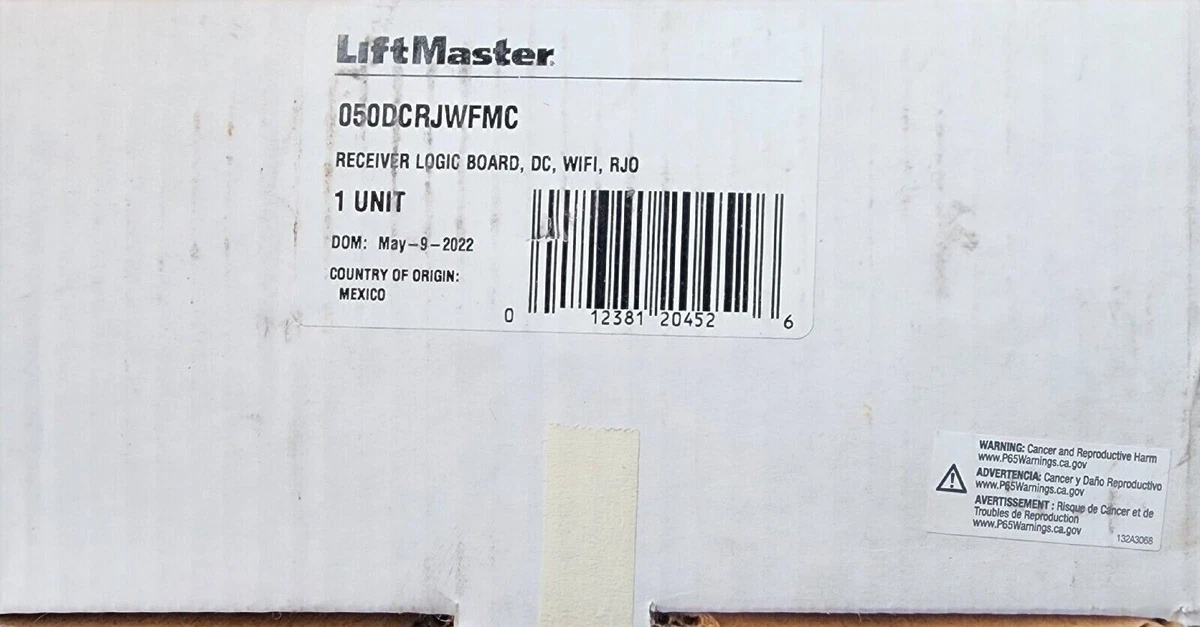 LiftMaster.
050DCRJWFMC
RECEIVER LOGIC BOARD, DC, WIFI, RJO
1 UNIT
DOM: May-9-2022
COUNTRY OF ORIGIN:
MEXICO
0 12381 20452 6
WARNING: Cancer and Reproductive Harm
www.P65Warnings.ca.gov
ADVERTENCIA: Cancer y Daño Reproductivo
www.P65Warnings.ca.gov
AVERTISSEMENT : Risque de Cancer et de
Troubles de Reproduction
www.P65Warnings.ca.gov
132A3068